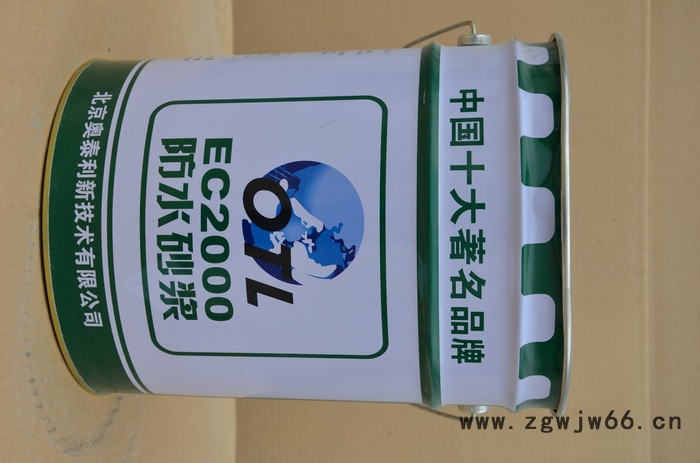 中国十大著名品牌
OTL
EC2000
防水砂浆
北京奥泰利新技术有限公司
www.zgwjw66.cn